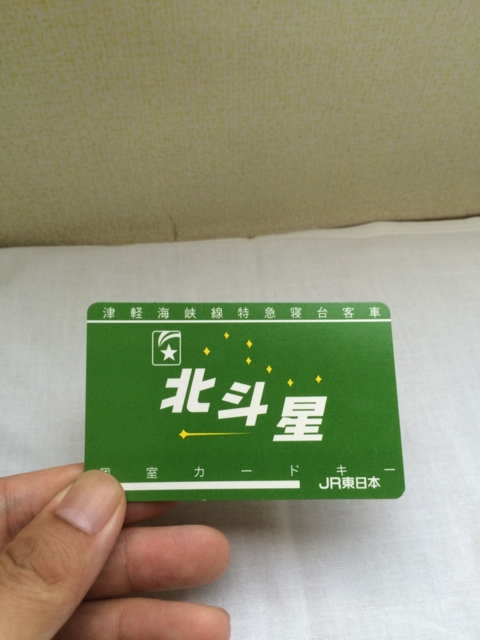 津軽海峡線特急寝台客車
北斗星
個室カードキー
JR東日本